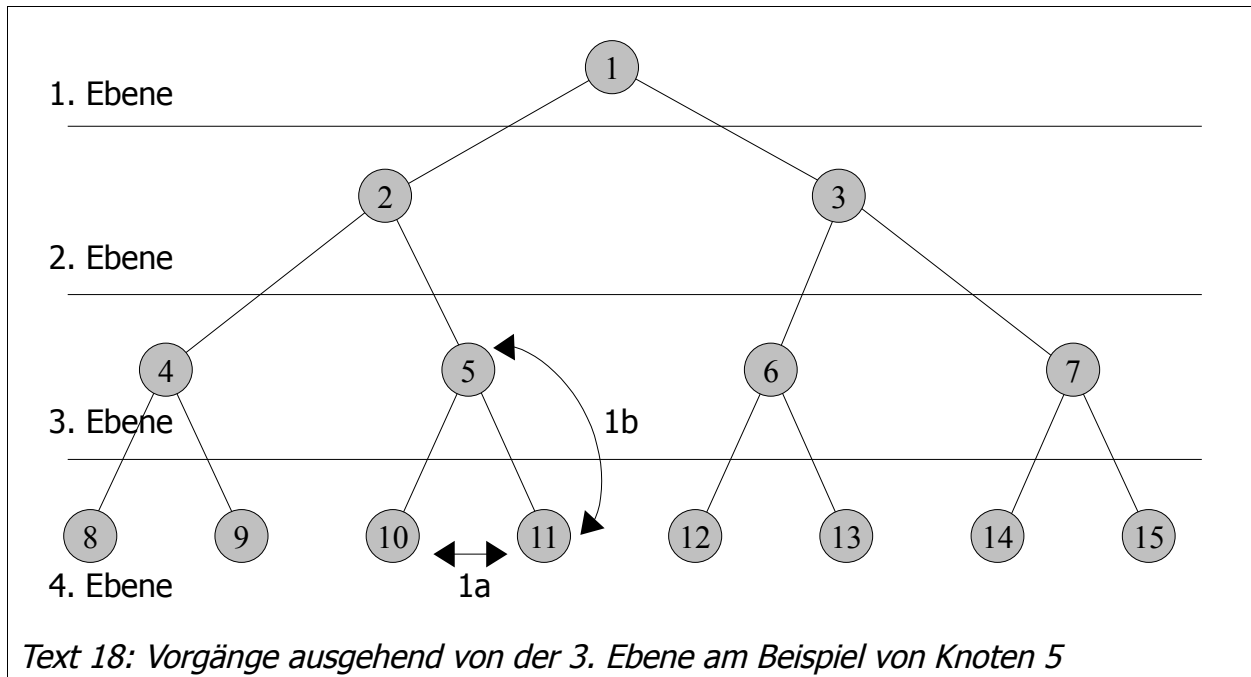 1
1. Ebene
2 3
2. Ebene
4 5 6 7
3. Ebene 1b
8 9 10 11 12 13 14 15
4. Ebene 1a
Text 18: Vorgänge ausgehend von der 3. Ebene am Beispiel von Knoten 5